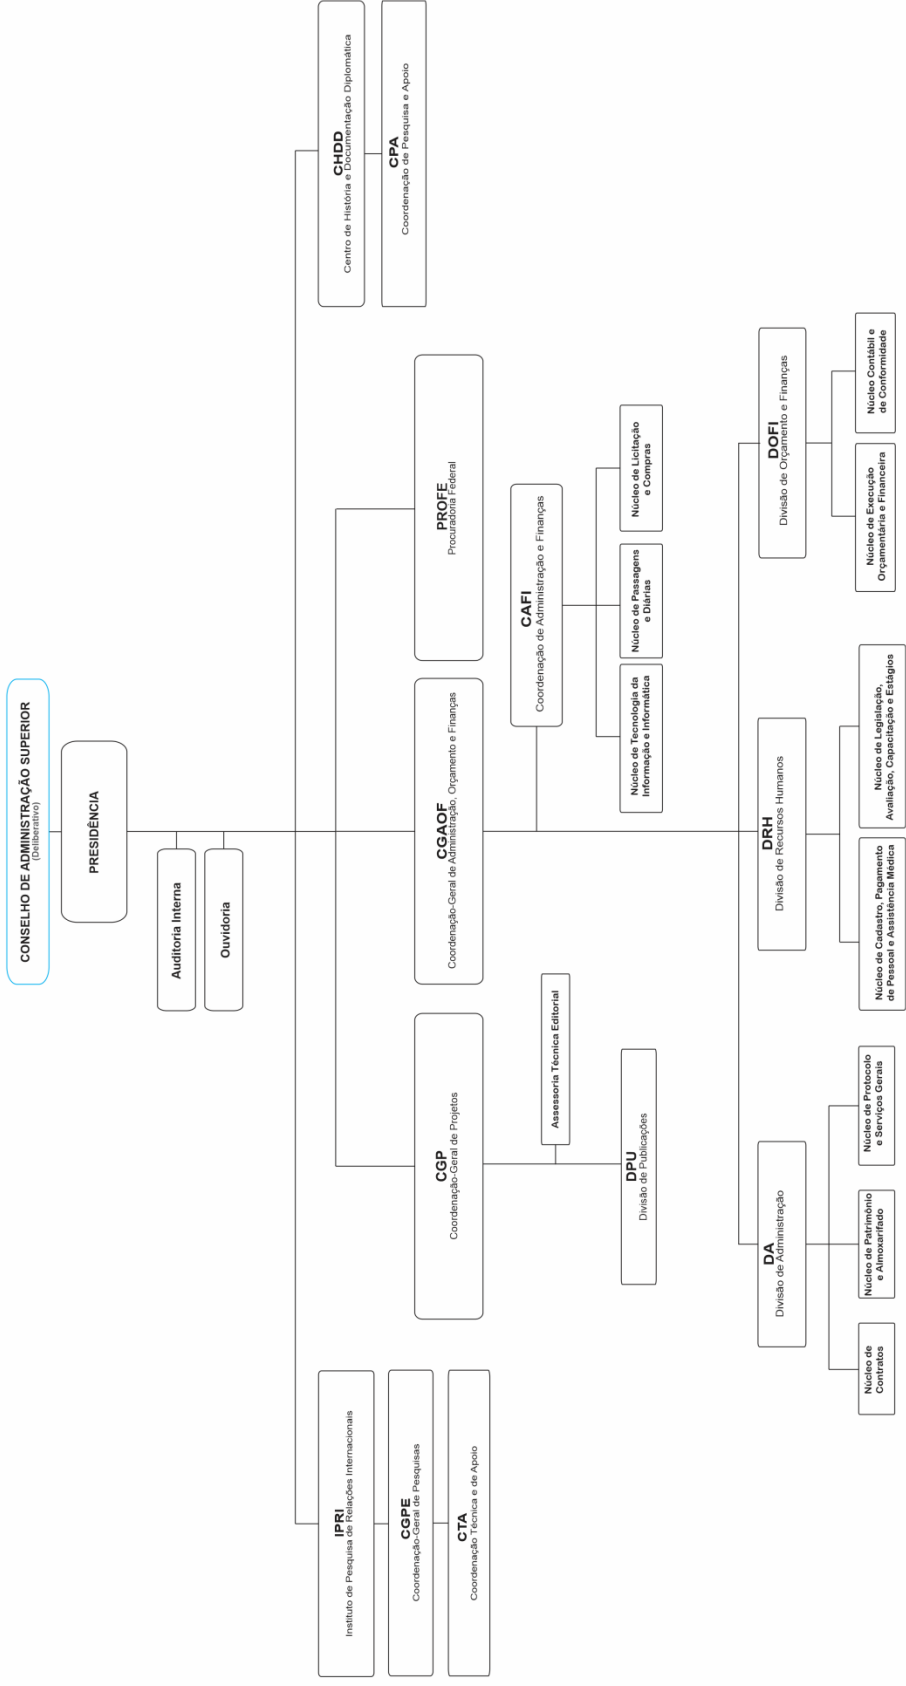 CONSELHO DE ADMINISTRAÇÃO SUPERIOR
(Deliberativo)
PRESIDÊNCIA
Auditoria Interna
Ouvidoria
IPRI
Instituto de Pesquisa de Relações Internacionais
CGPE
Coordenação-Geral de Pesquisas
CTA
Coordenação Técnica e de Apoio
CHDD
Centro de História e Documentação Diplomática
CPA
Coordenação de Pesquisa e Apoio
CGP
Coordenação-Geral de Projetos
Assessoria Técnica Editorial
DPU
Divisão de Publicações
CGAOF
Coordenação-Geral de Administração, Orçamento e Finanças
PROFE
Procuradoria Federal
CAFI
Coordenação de Administração e Finanças
Núcleo de Tecnologia da
Informação e Informática
Núcleo de Passagens
e Diárias
Núcleo de Licitação
e Compras
DA
Divisão de Administração
Núcleo de
Contratos
Núcleo de Patrimônio
e Almoxarifado
Núcleo de Protocolo
e Serviços Gerais
DRH
Divisão de Recursos Humanos
Núcleo de Cadastro, Pagamento
de Pessoal e Assistência Médica
Núcleo de Legislação,
Avaliação, Capacitação e Estágios
DOFI
Divisão de Orçamento e Finanças
Núcleo de Execução
Orçamentária e Financeira
Núcleo Contábil e
de Conformidade